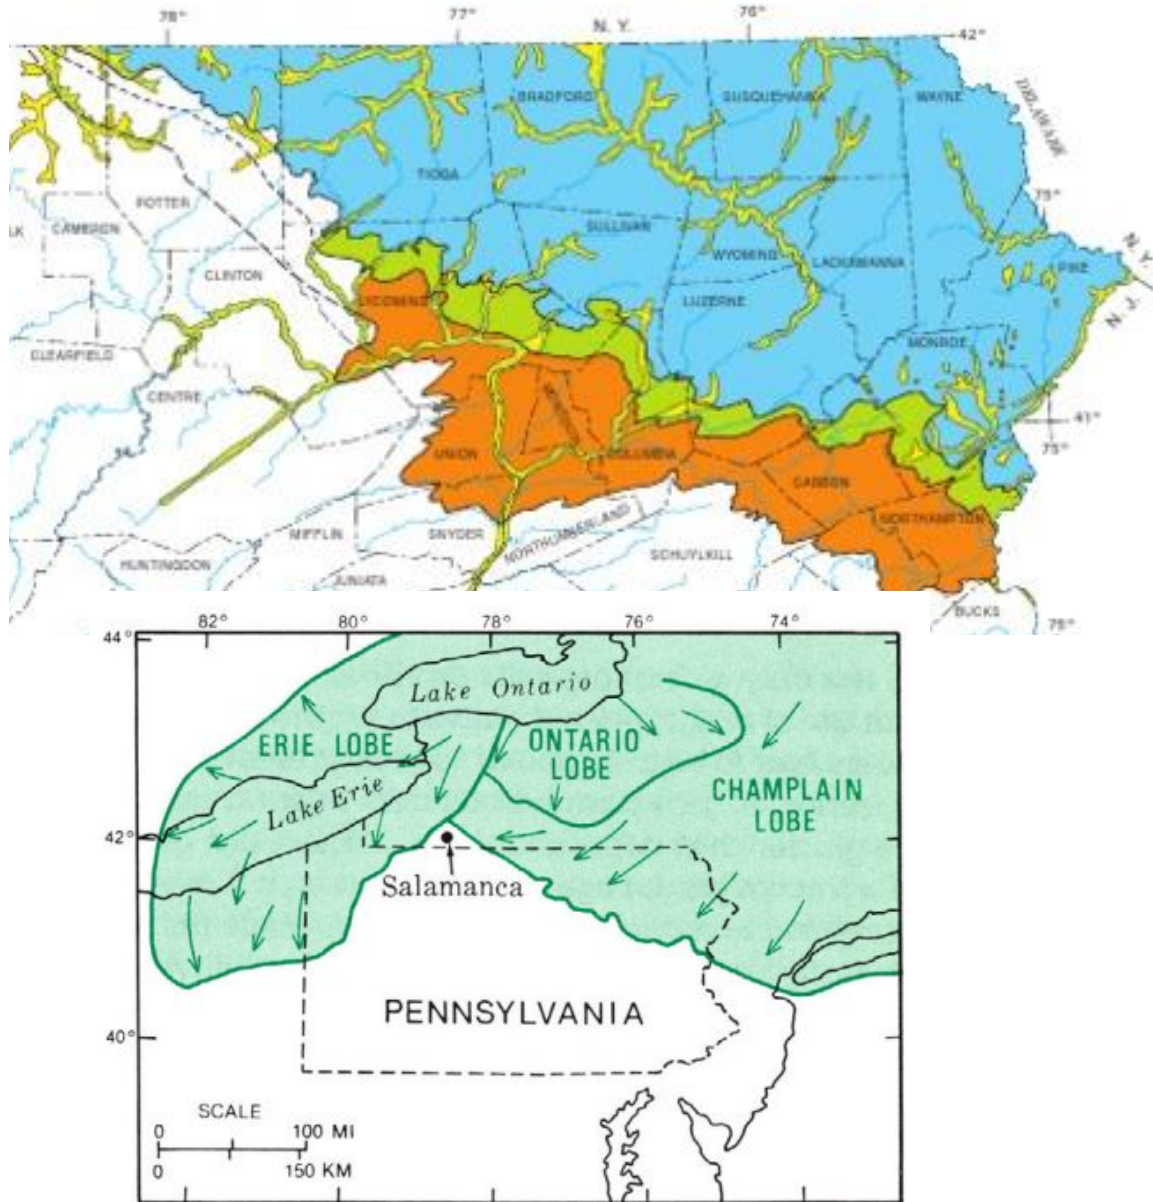 78°
77°
76°
N. Y.
42°
BRADFORD
SUSQUEHANNA
WAYNE
DELAWARE
TIOGA
75°
POTTER
CAMERON
SULLIVAN
N. Y.
LK
WYOMING
LACKAWANNA
PIKE
CLINTON
LYCOMING
LUZERNE
N. J.
MONROE
CLEARFIELD
CENTRE
41°
75°
UNION
COLUMBIA
CARBON
NORTHAMPTON
MIFFLIN
SNYDER
NORTHUMBERLAND
SCHUYLKILL
HUNTINGDON
JUNIATA
BUCKS
75°
82°
80°
78°
76°
74°
44°
Lake Ontario
ERIE LOBE
ONTARIO
LOBE
CHAMPLAIN
LOBE
Lake Erie
42°
Salamanca
PENNSYLVANIA
40°
SCALE
0 100 MI
0 150 KM